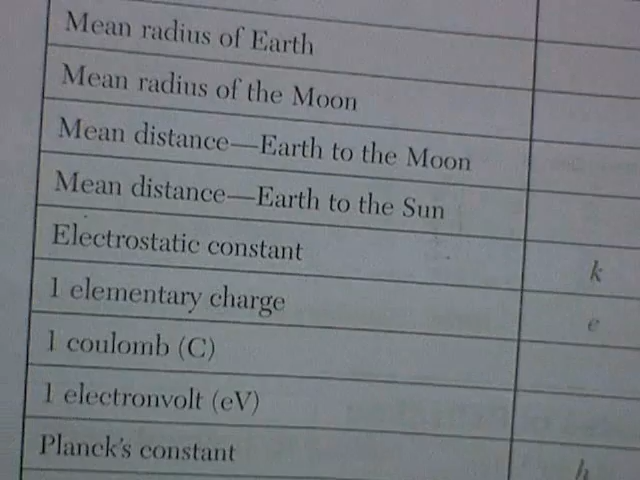 Mean radius of Earth
Mean radius of the Moon
Mean distance—Earth to the Moon
Mean distance—Earth to the Sun
Electrostatic constant k
1 elementary charge e
1 coulomb (C)
1 electronvolt (eV)
Planck's constant h